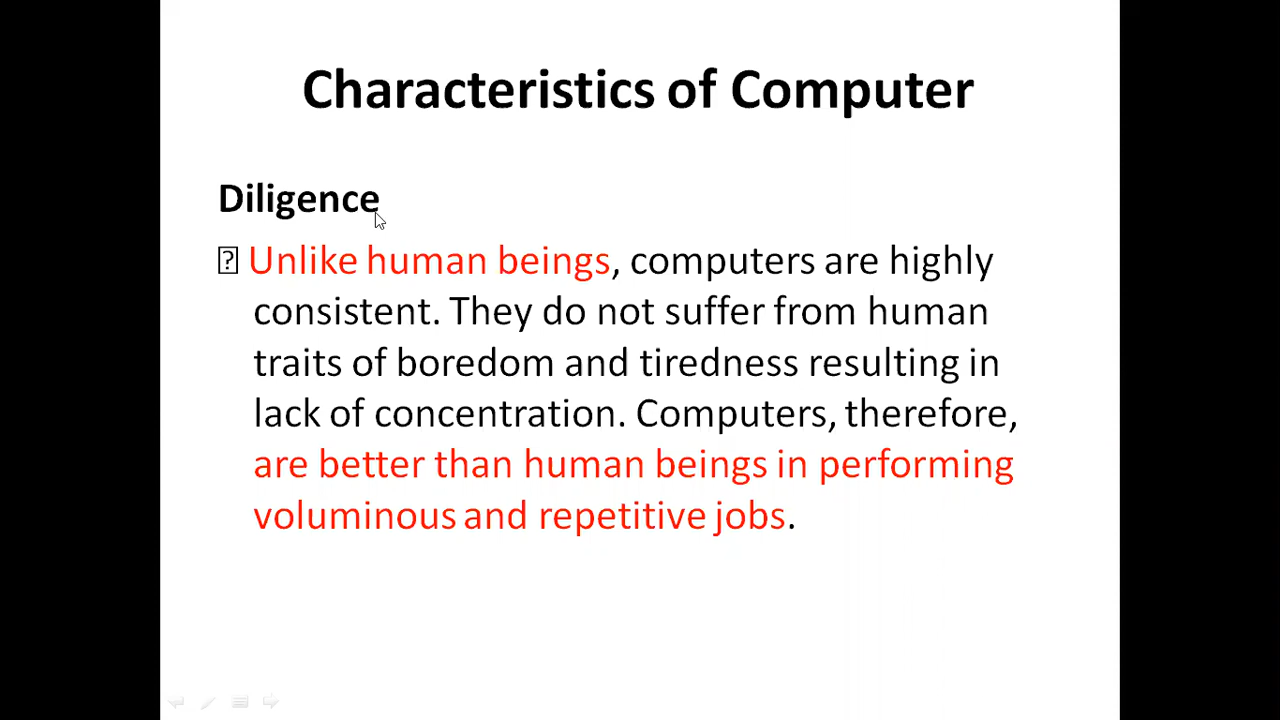 Characteristics of Computer
Diligence
Unlike human beings, computers are highly
consistent. They do not suffer from human
traits of boredom and tiredness resulting in
lack of concentration. Computers, therefore,
are better than human beings in performing
voluminous and repetitive jobs.